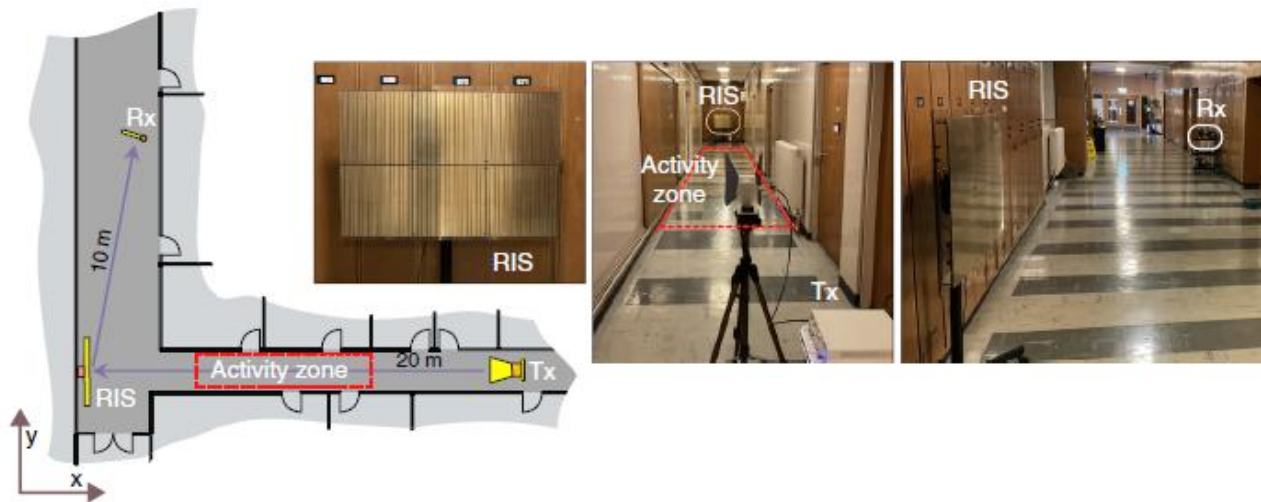 Rx
10 m
RIS
Activity zone
20 m
Tx
y
x
RIS
RIS
Activity
zone
Tx
RIS
Rx